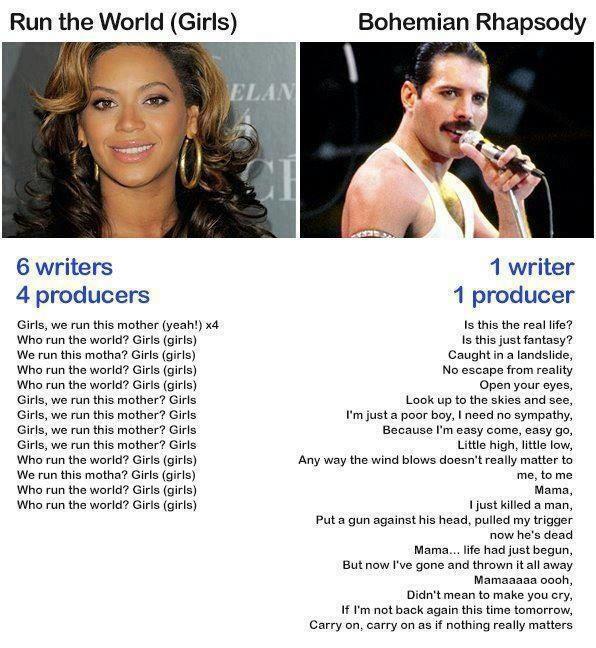 Run the World (Girls)
Bohemian Rhapsody
ELAN
CE
6 writers
4 producers
Girls, we run this mother (yeah!) x4
Who run the world? Girls (girls)
We run this motha? Girls (girls)
Who run the world? Girls (girls)
Who run the world? Girls (girls)
Girls, we run this mother? Girls
Girls, we run this mother? Girls
Girls, we run this mother? Girls
Girls, we run this mother? Girls
Who run the world? Girls (girls)
We run this motha? Girls (girls)
Who run the world? Girls (girls)
Who run the world? Girls (girls)
1 writer
1 producer
Is this the real life?
Is this just fantasy?
Caught in a landslide,
No escape from reality
Open your eyes,
Look up to the skies and see,
I'm just a poor boy, I need no sympathy,
Because I'm easy come, easy go,
Little high, little low,
Any way the wind blows doesn't really matter to
me, to me
Mama,
I just killed a man,
Put a gun against his head, pulled my trigger
now he's dead
Mama... life had just begun,
But now I've gone and thrown it all away
Mamaaaaa oooh,
Didn't mean to make you cry,
If I'm not back again this time tomorrow,
Carry on, carry on as if nothing really matters